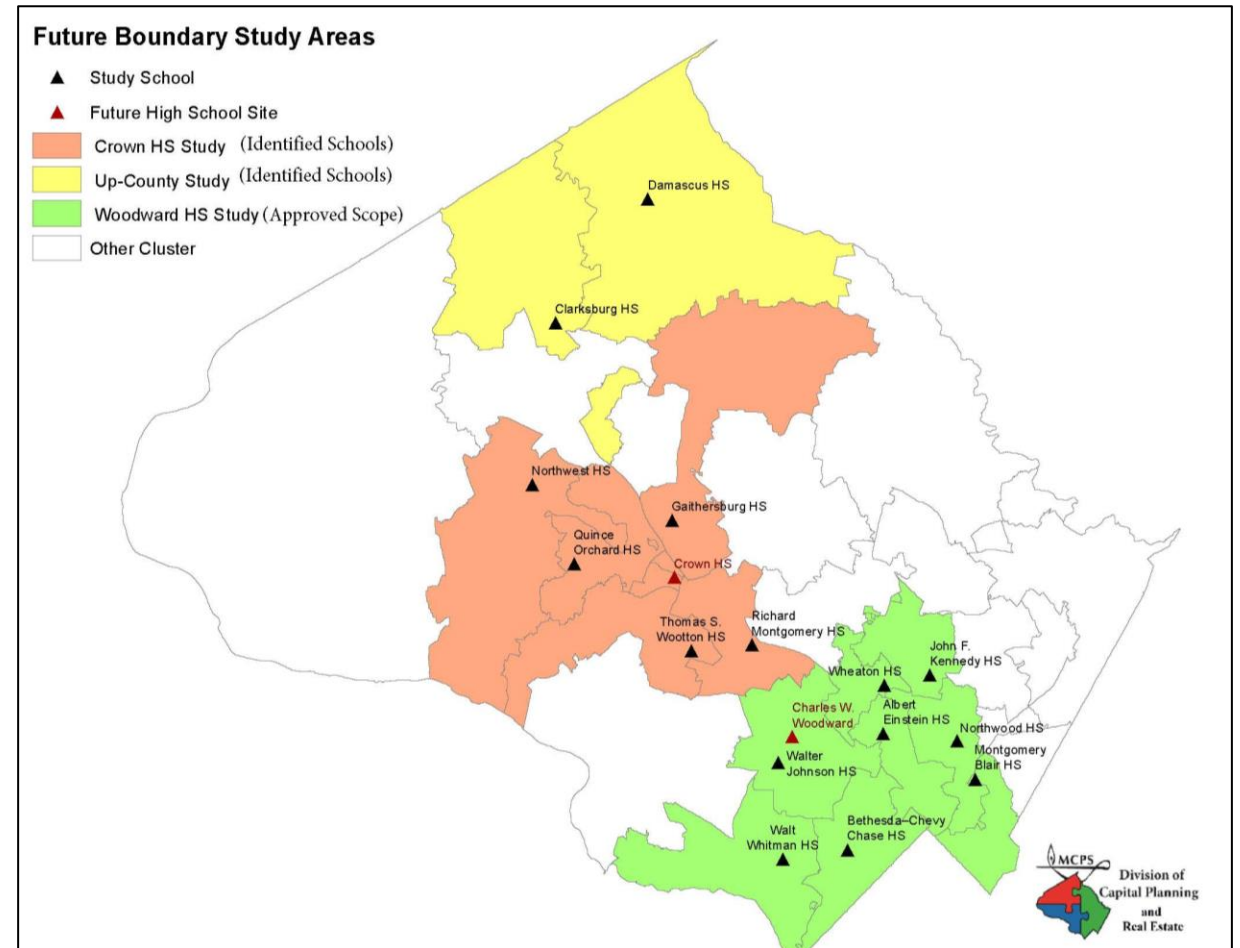 Future Boundary Study Areas
Study School
Future High School Site
Crown HS Study (Identified Schools)
Up-County Study (Identified Schools)
Woodward HS Study (Approved Scope)
Other Cluster
Damascus HS
Clarksburg HS
Northwest HS
Gaithersburg HS
Quince
Orchard HS
Crown HS
Thomas S.
Wootton HS
Richard
Montgomery HS
John F.
Kennedy HS
Wheaton HS
Charles W.
Woodward
Albert
Einstein HS
Northwood HS
Montgomery
Blair HS
Walter
Johnson HS
Walt
Whitman HS
Bethesda–Chevy
Chase HS
MCPS
Division of
Capital Planning
and
Real Estate